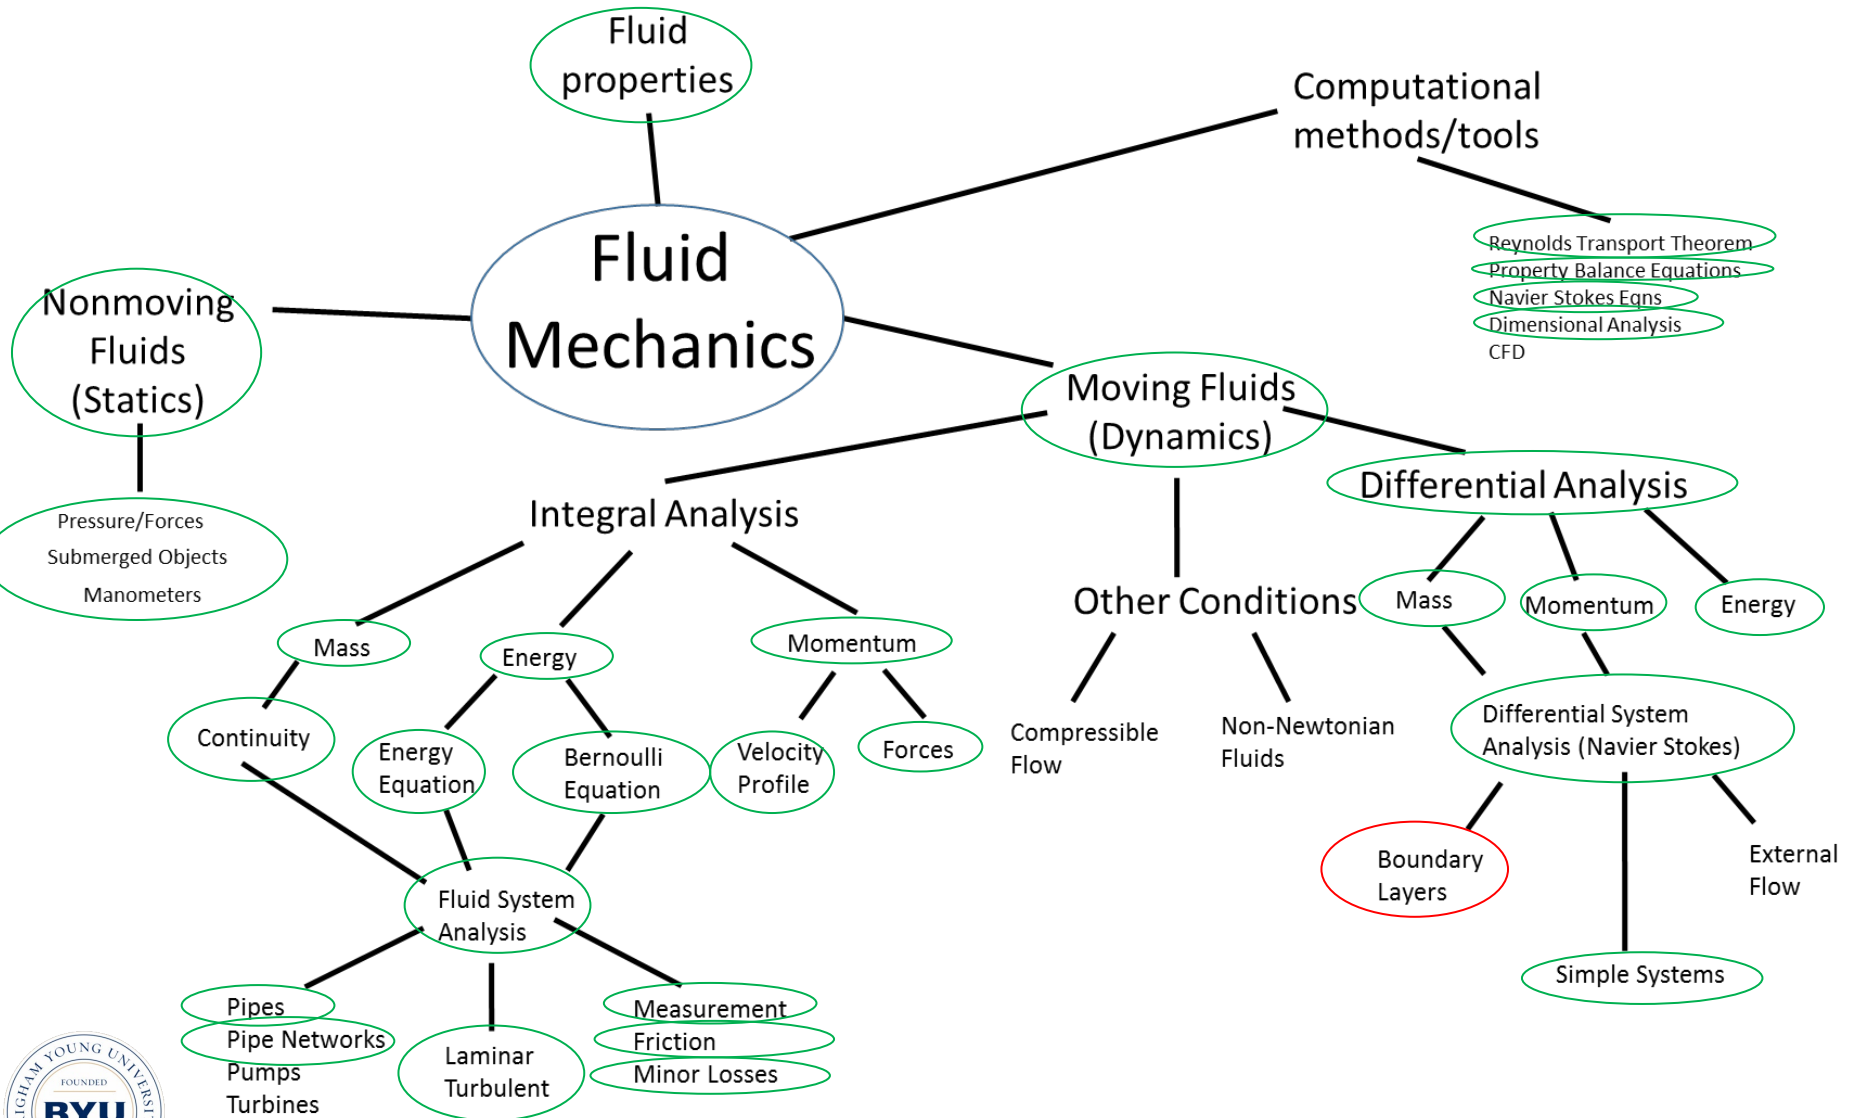 Fluid
properties
Computational
methods/tools
Reynolds Transport Theorem
Property Balance Equations
Navier Stokes Eqns
Dimensional Analysis
CFD
Fluid
Mechanics
Nonmoving
Fluids
(Statics)
Pressure/Forces
Submerged Objects
Manometers
Moving Fluids
(Dynamics)
Integral Analysis
Differential Analysis
Other Conditions
Mass
Energy
Momentum
Mass
Momentum
Energy
Continuity
Energy
Equation
Bernoulli
Equation
Velocity
Profile
Forces
Compressible
Flow
Non-Newtonian
Fluids
Differential System
Analysis (Navier Stokes)
Boundary
Layers
External
Flow
Simple Systems
Fluid System
Analysis
Pipes
Pipe Networks
Pumps
Turbines
Laminar
Turbulent
Measurement
Friction
Minor Losses
YOUNG
FOUNDED
BYU